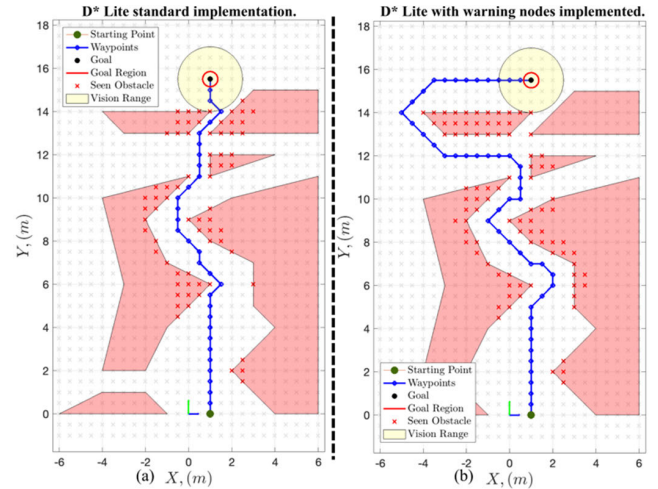 D* Lite standard implementation.
D* Lite with warning nodes implemented.
18
16
14
12
10
8
6
4
2
0
Y, (m)
Starting Point
Waypoints
Goal
Goal Region
Seen Obstacle
Vision Range
-6
-4
-2
0
2
4
6
(a)
X, (m)
18
16
14
12
10
8
6
4
2
0
Y, (m)
Starting Point
Waypoints
Goal
Goal Region
Seen Obstacle
Vision Range
-6
-4
-2
0
2
4
6
X, (m)
(b)